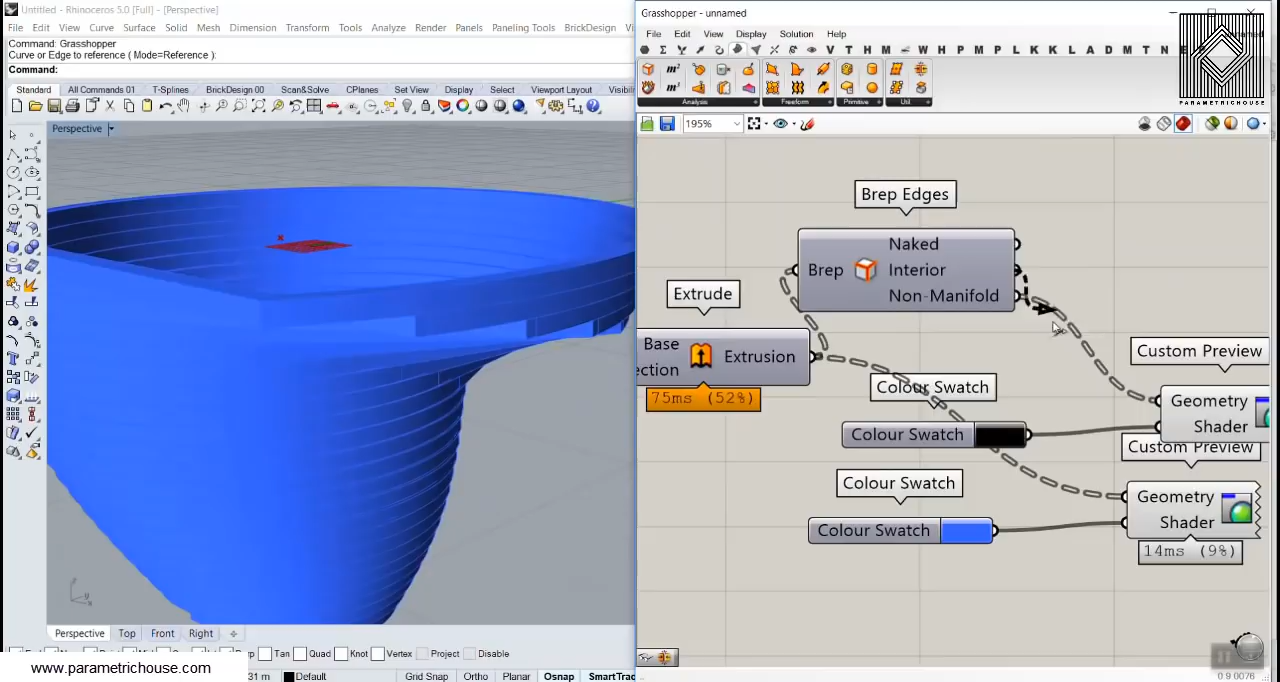 Untitled - Rhinoceros 5.0 [Full] - [Perspective]
File Edit View Curve Surface Solid Mesh Dimension Transform Tools Analyze Render Panels Paneling Tools BrickDesign
Command: Grasshopper
Curve or Edge to reference ( Mode=Reference ):
Command:
Standard All Commands 01 T-Splines BrickDesign 00 Scan&Solve CPlanes Set View Display Select Viewport Layout Visibil
Perspective
Perspective Top Front Right
Tan Quad Knot Vertex Project Disable
www.parametrichouse.com
31 m Default Grid Snap Ortho Planar Osnap SmartTrac
Grasshopper - unnamed
File Edit View Display Solution Help
V T H M W H P M P L K L A D M T N
PARAMETRICHOUSE
Analysis Freeform Primitive Util
195%
Brep Edges
Naked
Brep Interior
Non-Manifold
Extrude
Base
ection Extrusion
75ms (52%)
Colour Swatch
Colour Swatch
Custom Preview
Geometry
Shader
Custom Preview
Colour Swatch
Colour Swatch
Geometry
Shader
14ms (9%)
0.9.0076